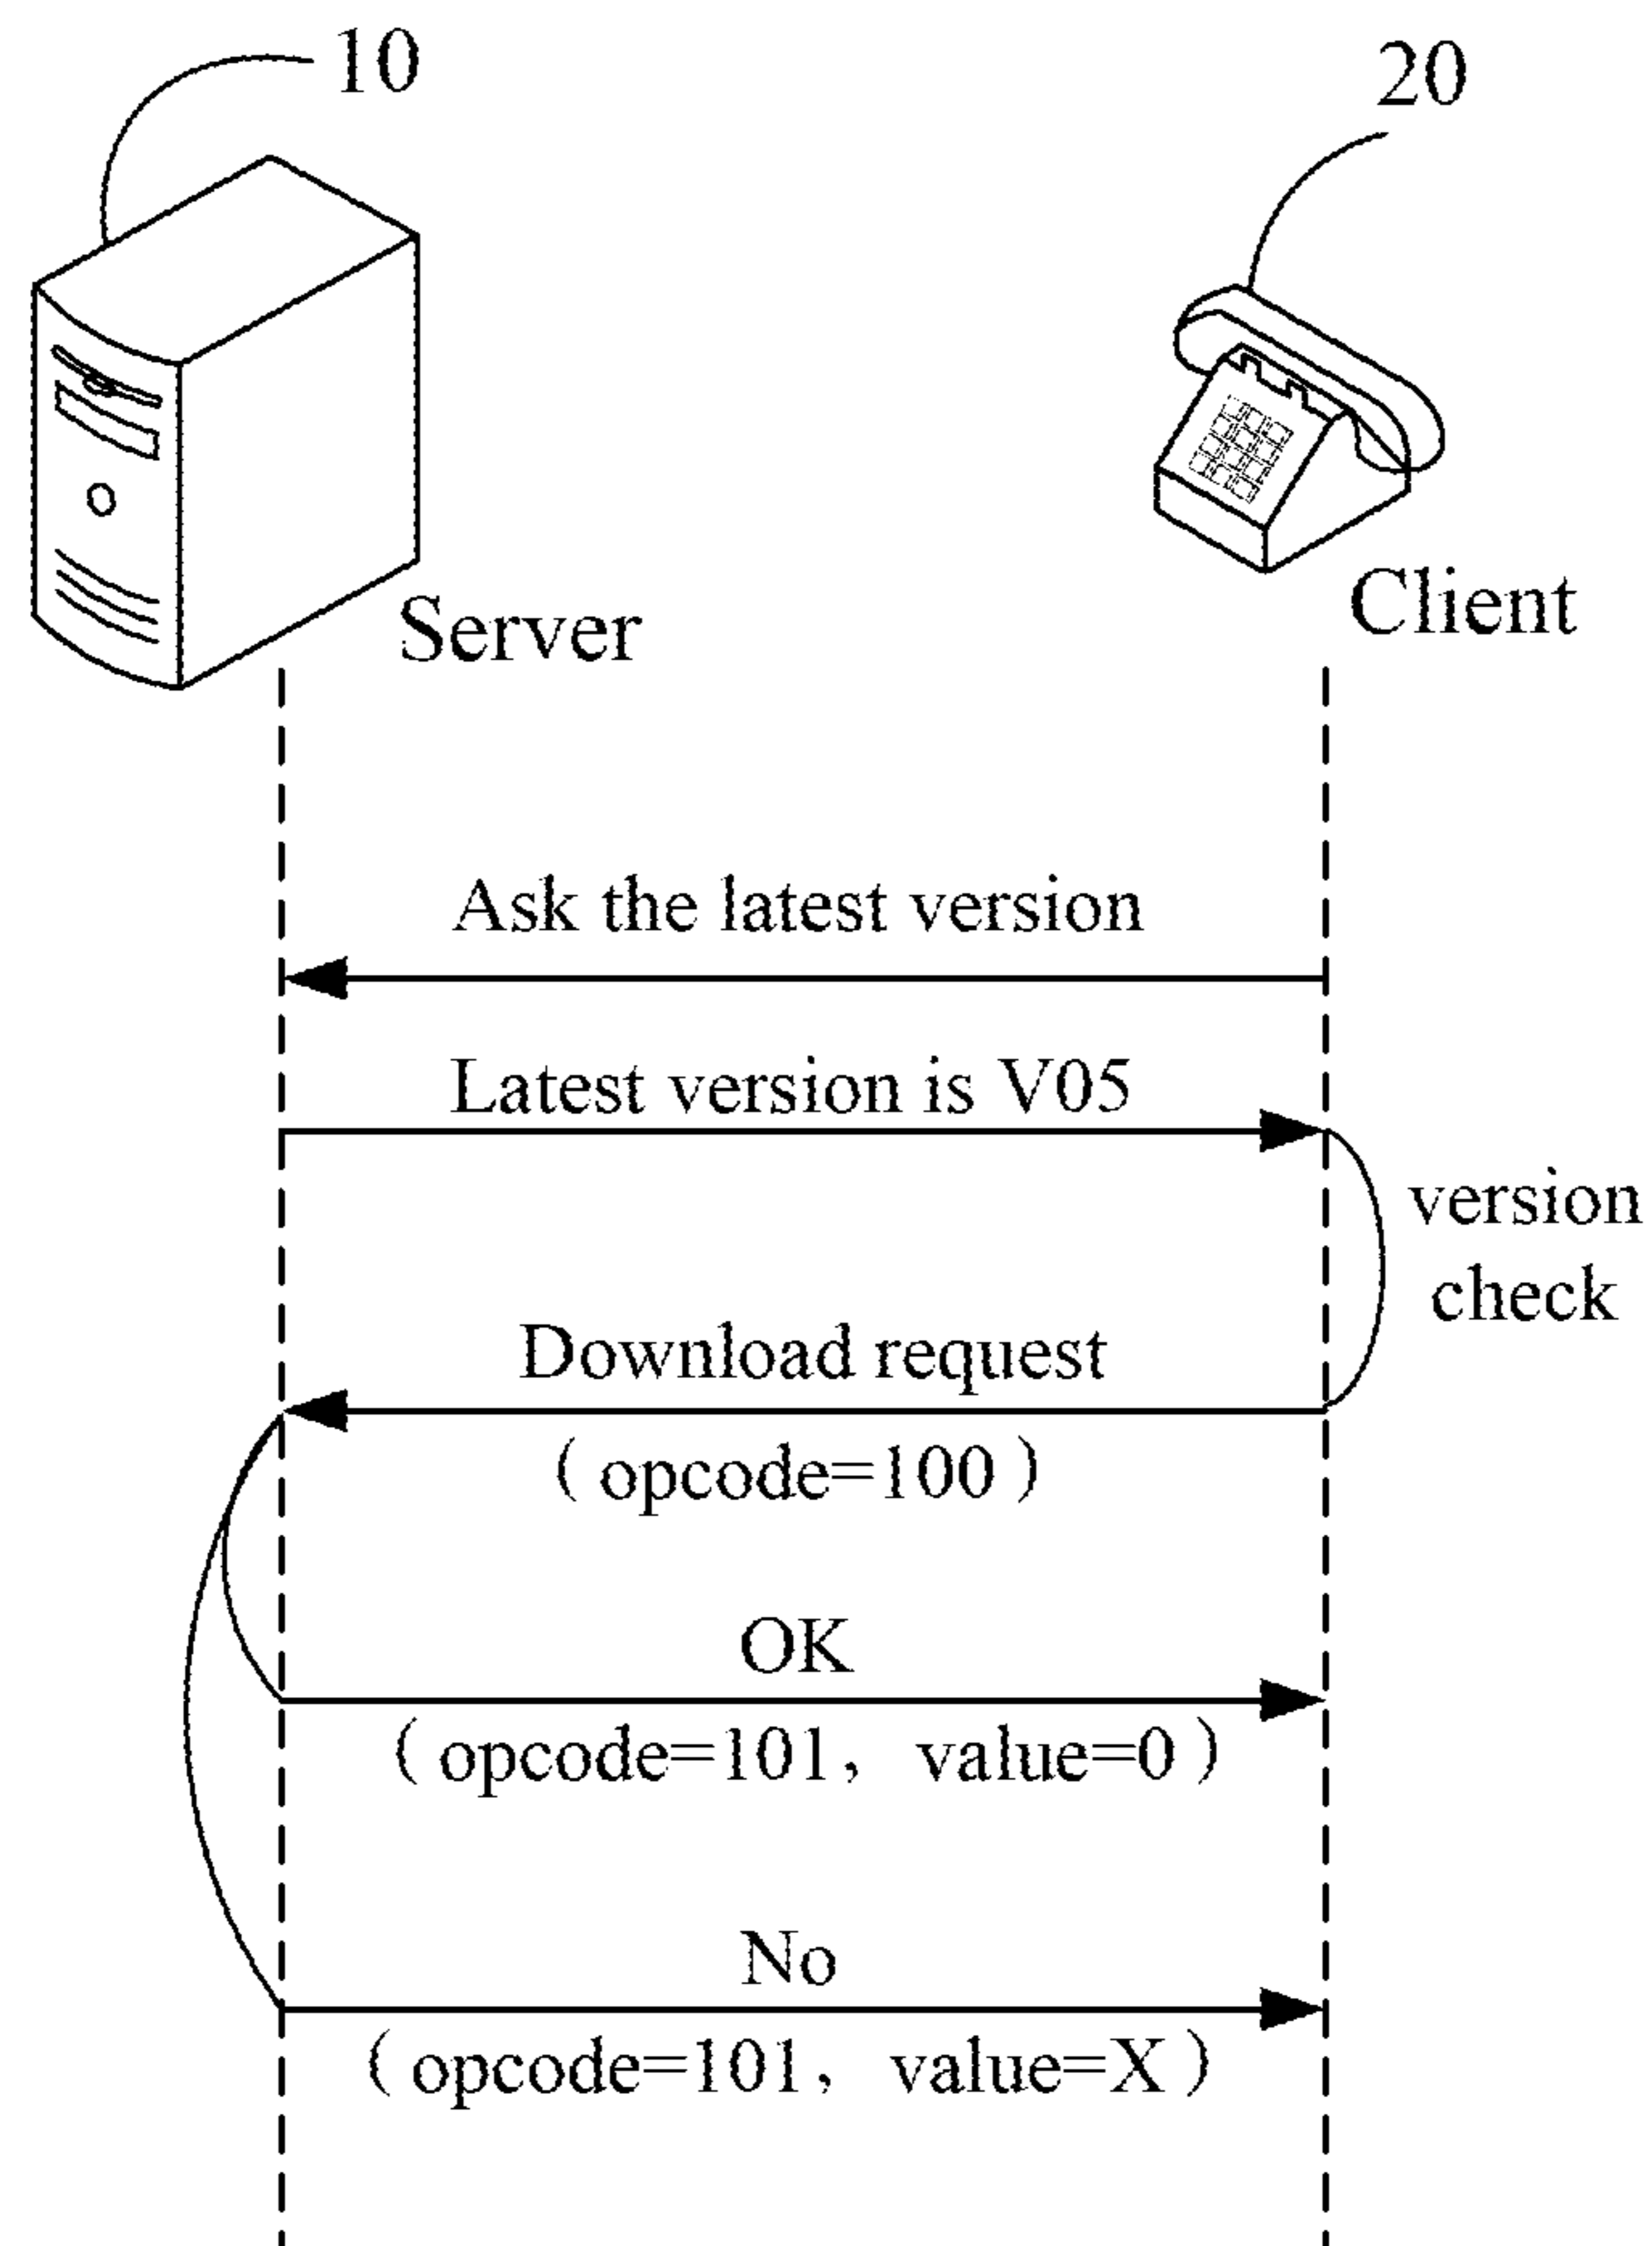 10
20
Server
Client
Ask the latest version
Latest version is V05
version
check
Download request
（opcode=100）
OK
（opcode=101， value=0）
No
（opcode=101， value=X）